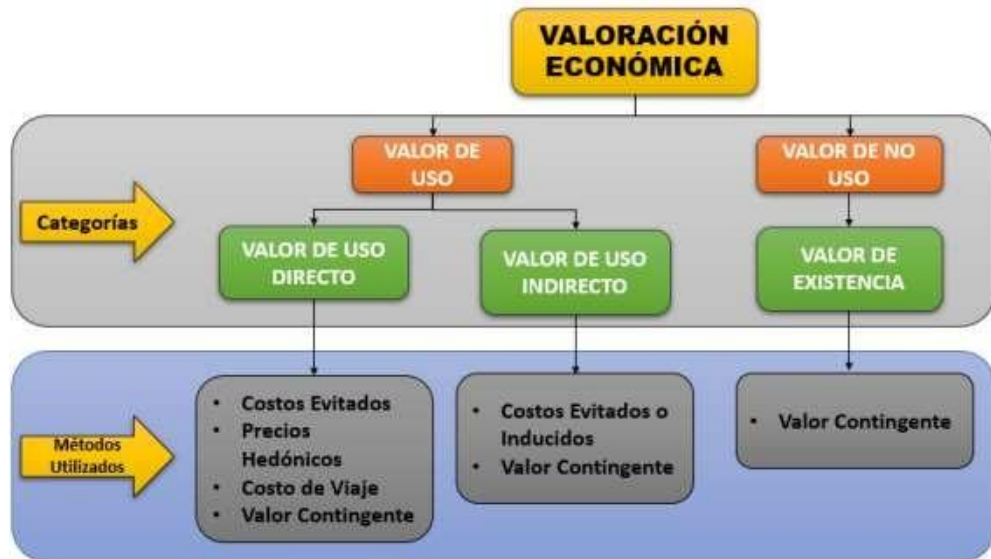 VALORACIÓN
ECONÓMICA
VALOR DE
USO
VALOR DE NO
USO
Categorías
VALOR DE USO
DIRECTO
VALOR DE USO
INDIRECTO
VALOR DE
EXISTENCIA
Métodos
Utilizados
• Costos Evitados
• Precios
Hedónicos
• Costo de Viaje
• Valor Contingente
• Costos Evitados o
Inducidos
• Valor Contingente
• Valor Contingente